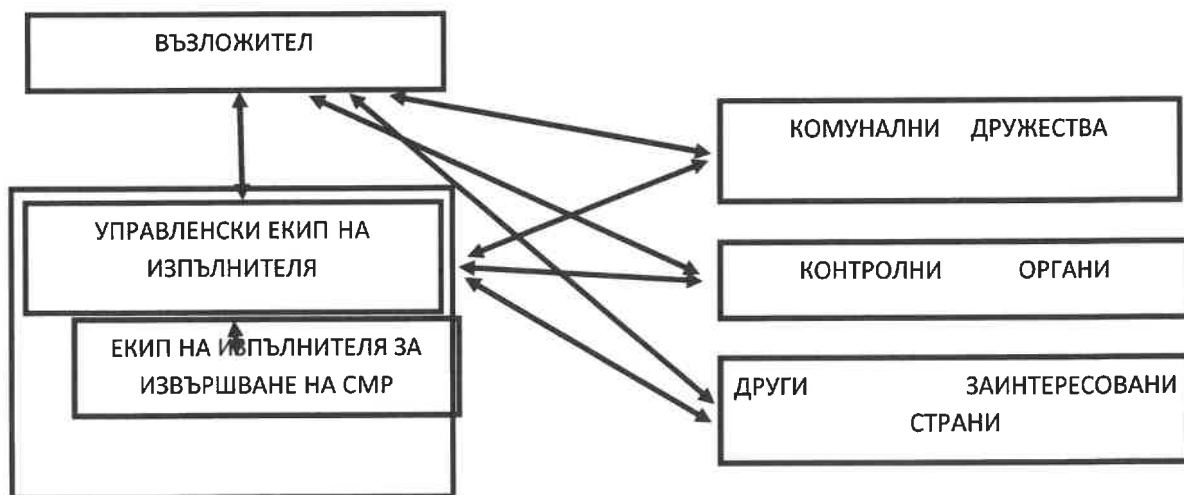 ВЪЗЛОЖИТЕЛ
КОМУНАЛНИ ДРУЖЕСТВА
УПРАВЛЕНСКИ ЕКИП НА
ИЗПЪЛНИТЕЛЯ
КОНТРОЛНИ ОРГАНИ
ЕКИП НА ИЗПЪЛНИТЕЛЯ ЗА
ИЗВЪРШВАНЕ НА СМР
ДРУГИ ЗАИНТЕРЕСОВАНИ
СТРАНИ